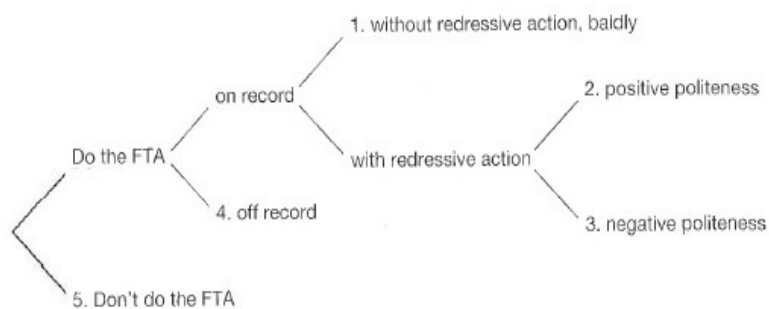 1. without redressive action, baldly
on record
2. positive politeness
Do the FTA
with redressive action
4. off record
3. negative politeness
5. Don't do the FTA